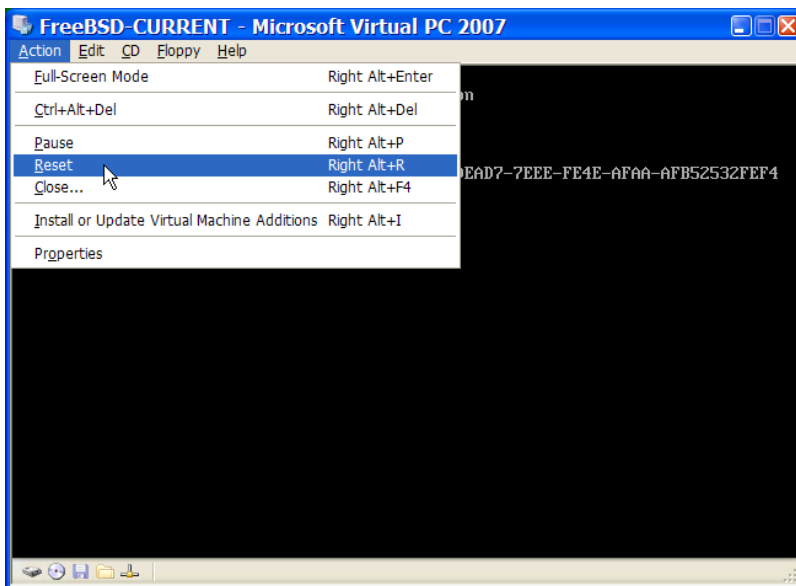 FreeBSD-CURRENT - Microsoft Virtual PC 2007
Action Edit CD Floppy Help
Full-Screen Mode Right Alt+Enter
Ctrl+Alt+Del Right Alt+Del
Pause Right Alt+P
Reset Right Alt+R
Close... Right Alt+F4
Install or Update Virtual Machine Additions Right Alt+I
Properties
on
DEAD7-7EEE-FE4E-AFAA-AFB52532FEF4